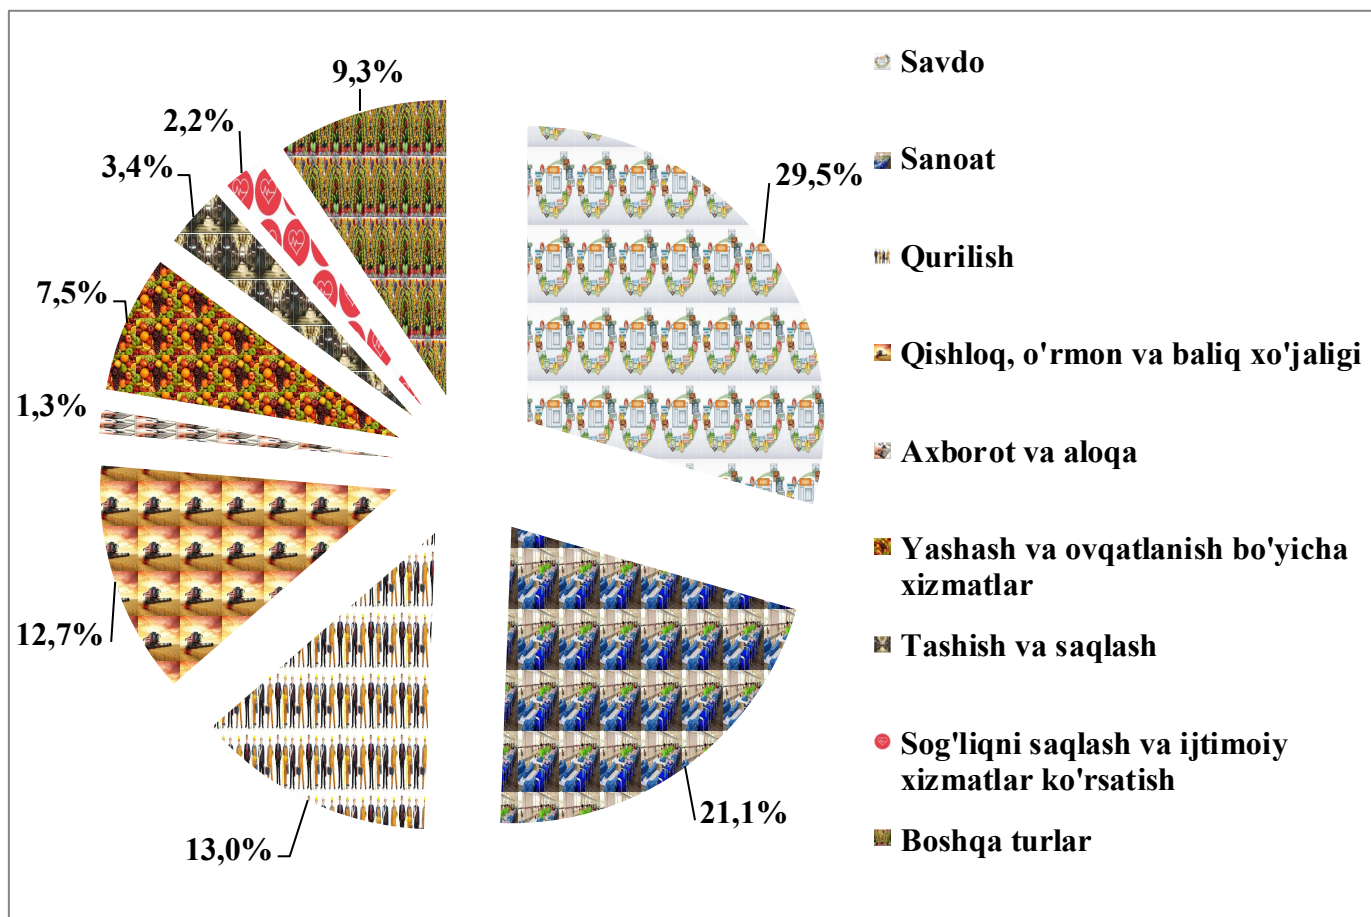 9,3%
2,2%
3,4%
7,5%
1,3%
12,7%
13,0%
21,1%
29,5%
Savdo
Sanoat
Qurilish
Qishloq, o'rmon va baliq xo'jaligi
Axborot va aloqa
Yashash va ovqatlanish bo'yicha
xizmatlar
Tashish va saqlash
Sog'liqni saqlash va ijtimoiy
xizmatlar ko'rsatish
Boshqa turlar